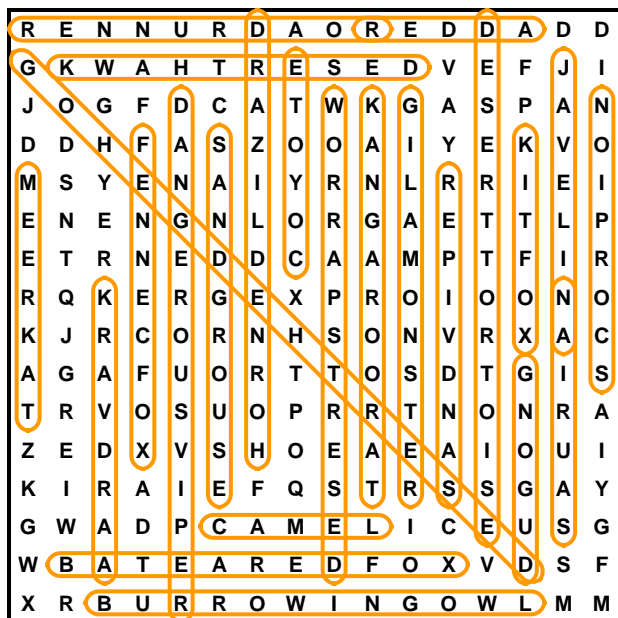 R E N N U R D A O R E D D A D D
G K W A H T R E S E D V E F J I
J O G F D C A T W K G A S P A N
D D H F A S Z O O A I Y E K V O
M S Y E N A I Y R N L R R I E I
E N E N G N L O R G A E T T L P
E T R N E D D C A A M P T F I R
R Q K E R G E X P R O I O O N O
K J R C O R N H S O N V R X A C
A G A F U O R T T O S D T G I S
T R V O S U O P R R T N O N R A
Z E D X V S H O E A E A I O U I
K I R A I E F Q S T R S S G A Y
G W A D P C A M E L I C E U S G
W B A T E A R E D F O X V D S F
X R B U R R O W I N G O W L M M